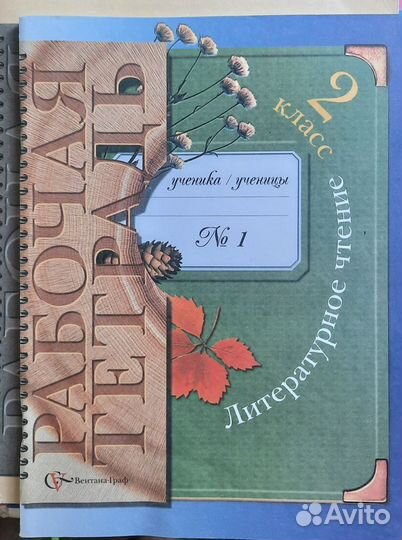 РАБОЧАЯ
ТЕТРАДЬ
2
класс
ученика / ученицы
№ 1
Литературное чтение
Вентана-Граф
Avito